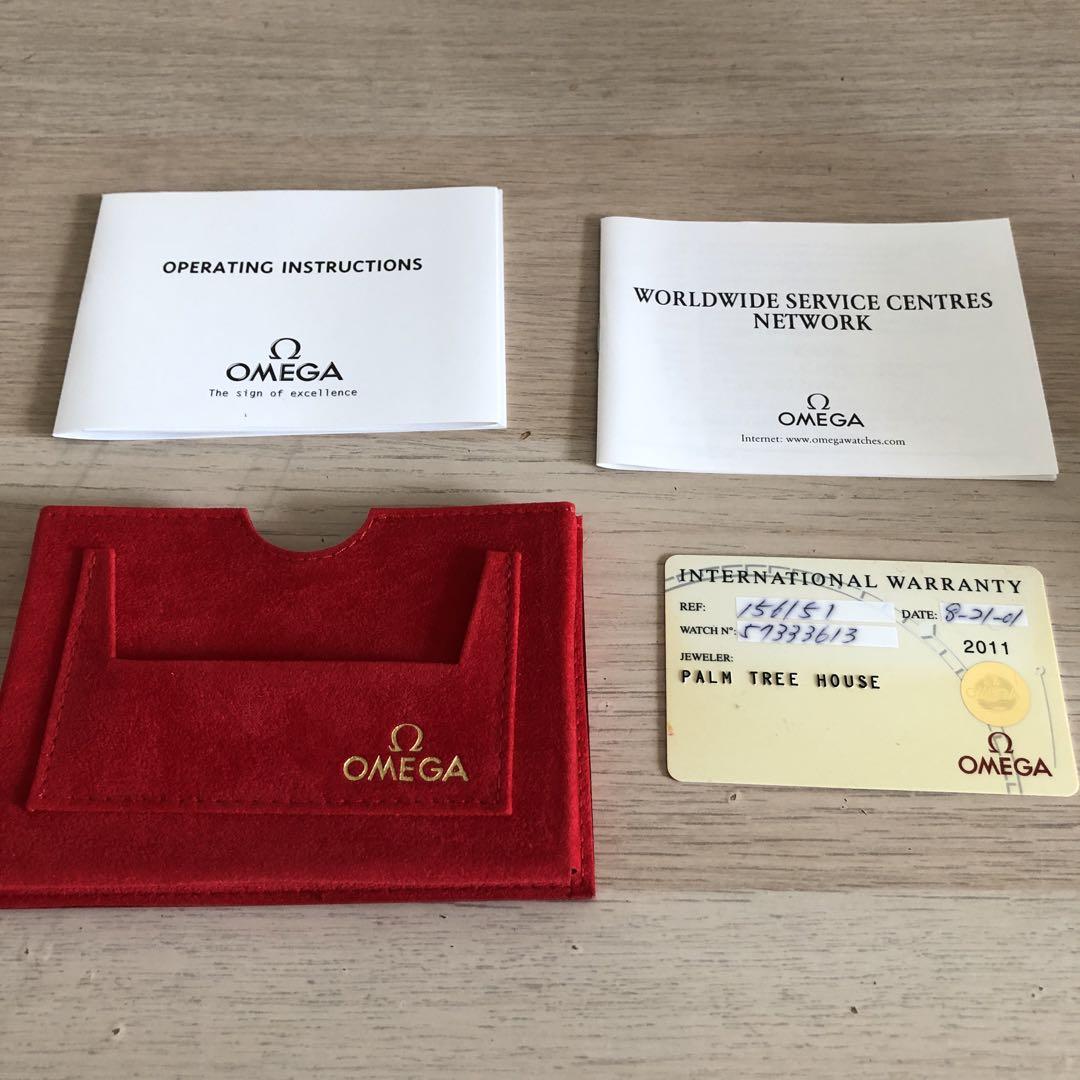 OPERATING INSTRUCTIONS
Ω
OMEGA
The sign of excellence
WORLDWIDE SERVICE CENTRES
NETWORK
Ω
OMEGA
Internet: www.omegawatches.com
Ω
OMEGA
INTERNATIONAL WARRANTY
REF: 156151 DATE: 8-21-01
WATCH Nº: 57333613
2011
JEWELER:
PALM TREE HOUSE
Ω
OMEGA